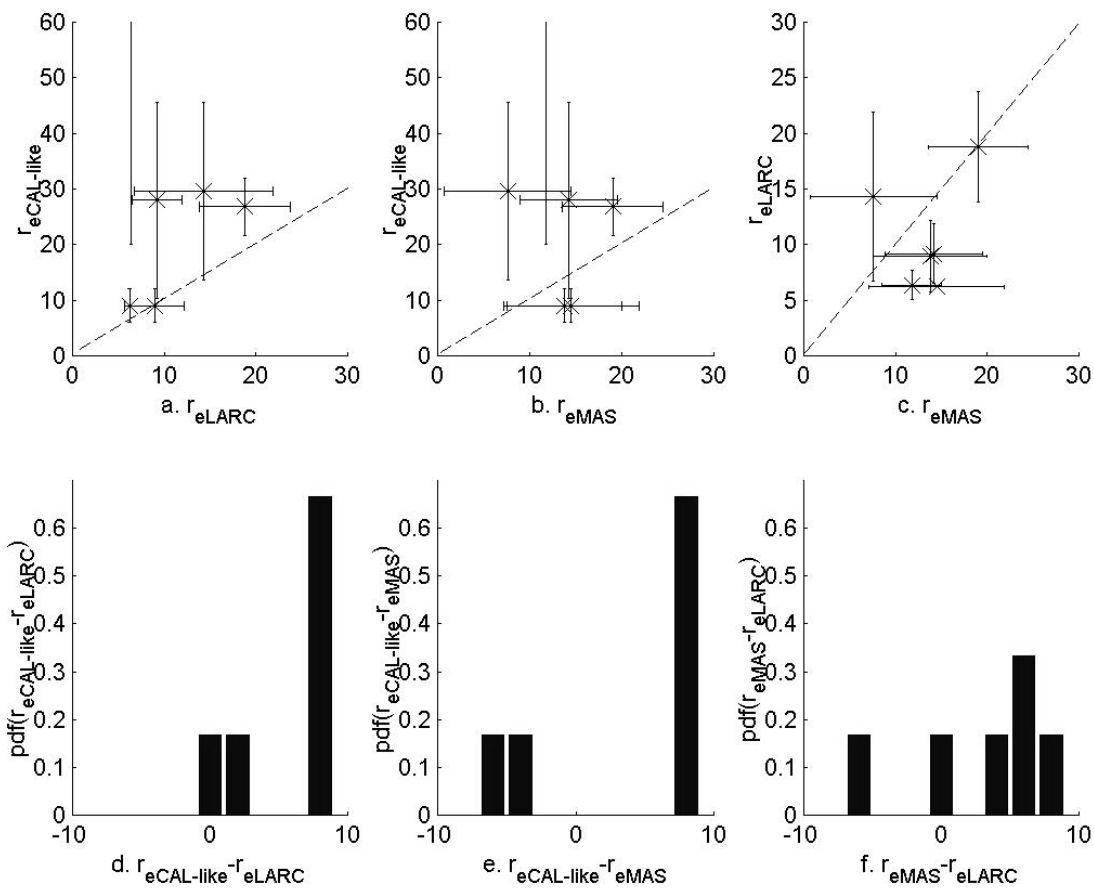 60
50
40
30
20
10
0
r_eCAL-like
0 10 20 30
a. r_eLARC
60
50
40
30
20
10
0
r_eCAL-like
0 10 20 30
b. r_eMAS
30
25
20
15
10
5
0
r_eLARC
0 10 20 30
c. r_eMAS
0.6
0.5
0.4
0.3
0.2
0.1
0
pdf(r_eCAL-like-r_eLARC)
-10 0 10
d. r_eCAL-like-r_eLARC
0.6
0.5
0.4
0.3
0.2
0.1
0
pdf(r_eCAL-like-r_eMAS)
-10 0 10
e. r_eCAL-like-r_eMAS
0.6
0.5
0.4
0.3
0.2
0.1
0
pdf(r_eMAS-r_eLARC)
-10 0 10
f. r_eMAS-r_eLARC